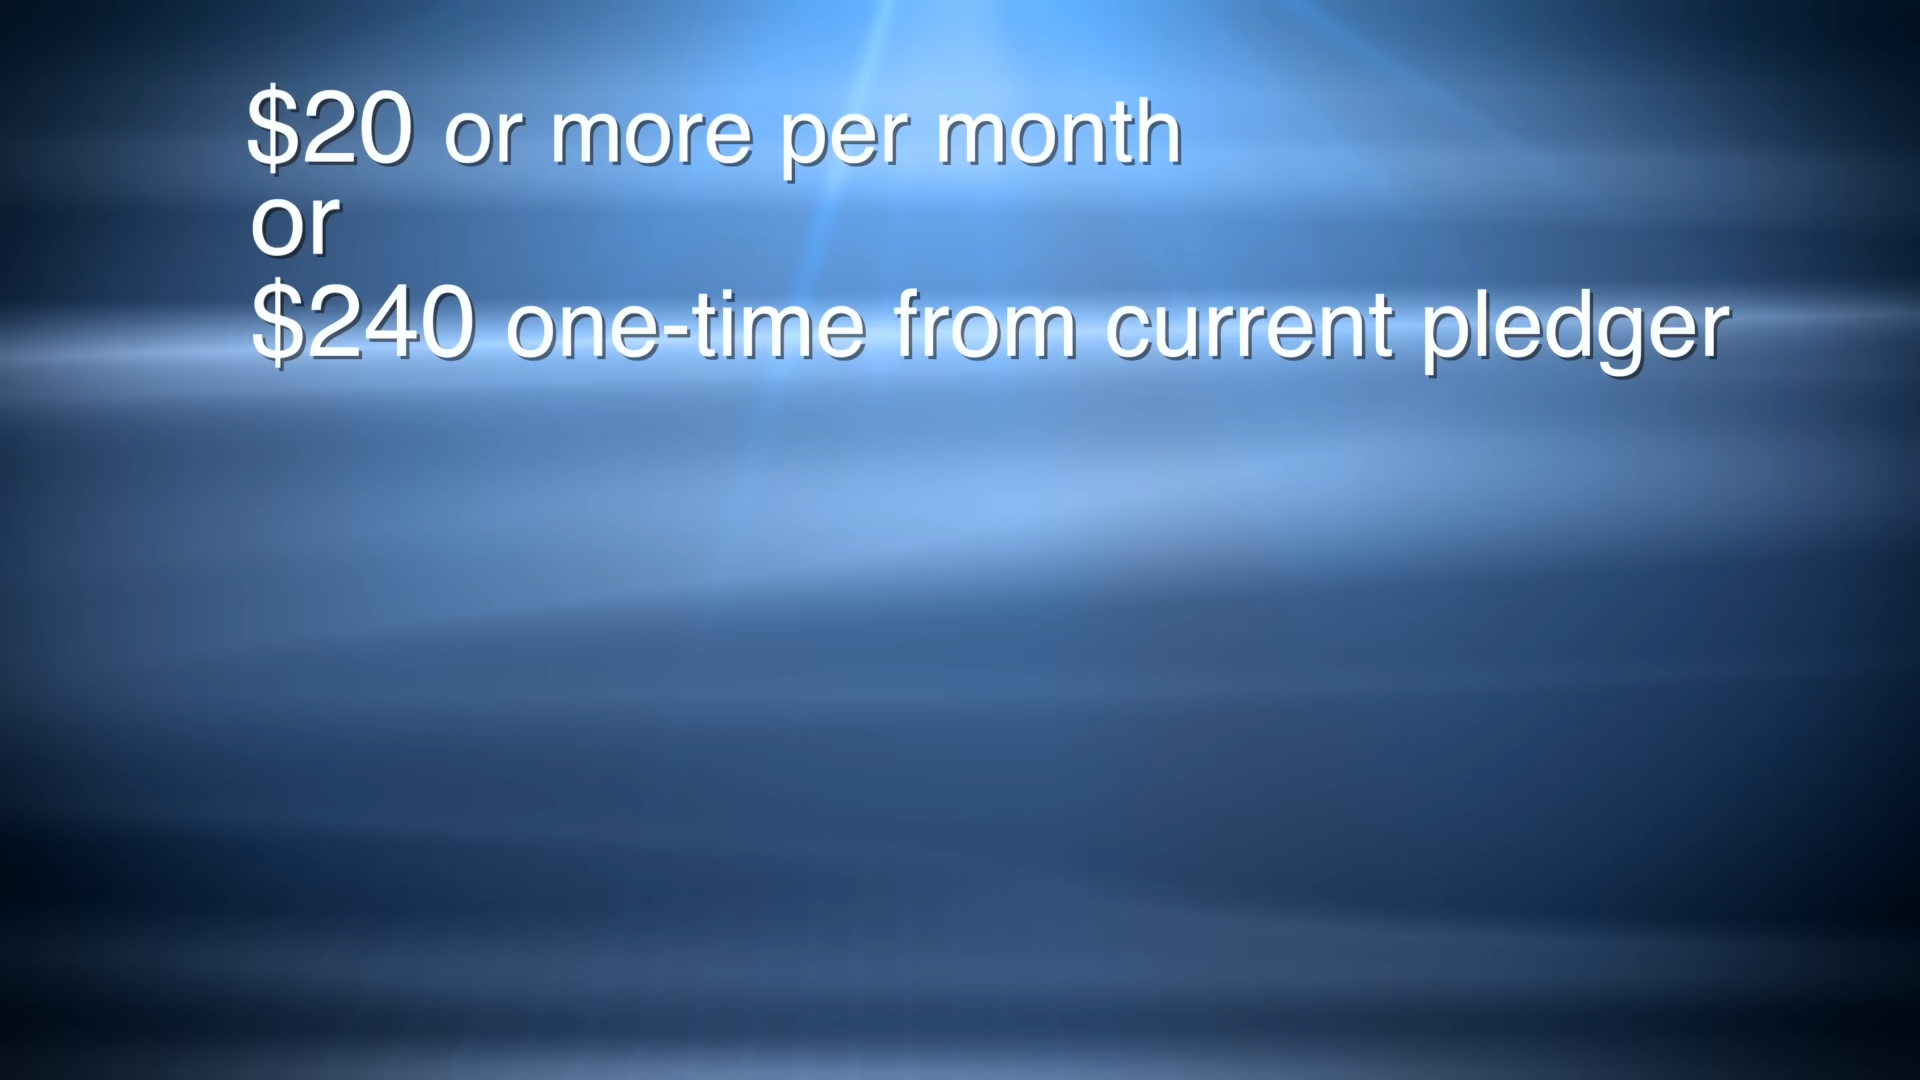 $20 or more per month
or
$240 one-time from current pledger